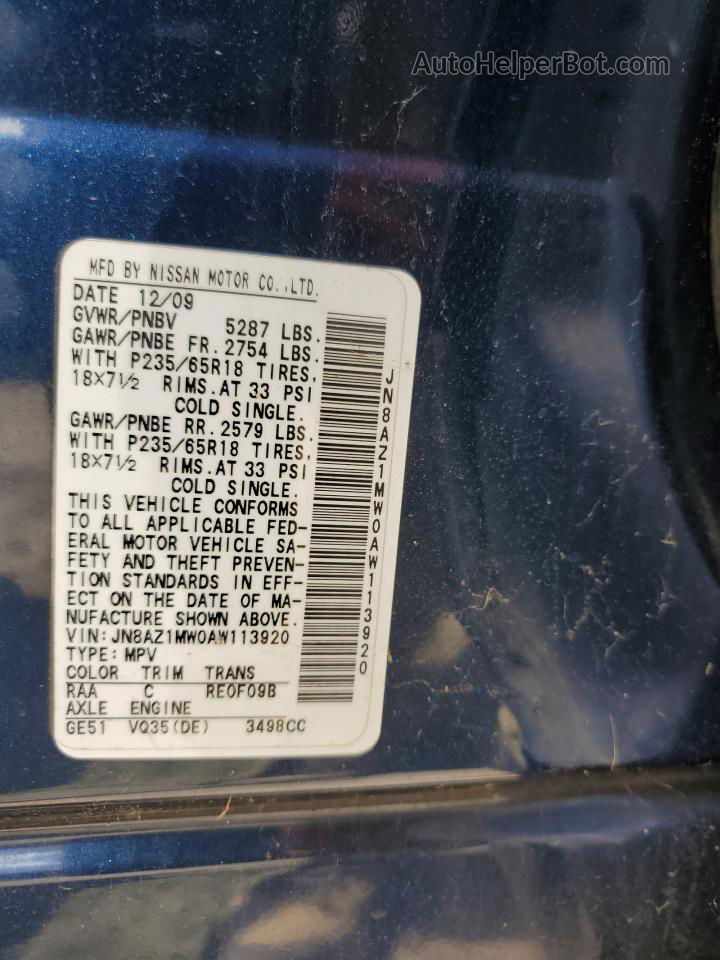 AutoHelperBot.com
MFD BY NISSAN MOTOR CO.,LTD.
DATE 12/09
GVWR/PNBV 5287 LBS.
GAWR/PNBE FR. 2754 LBS.
WITH P235/65R18 TIRES,
18X7½ RIMS.AT 33 PSI
COLD SINGLE.
GAWR/PNBE RR. 2579 LBS.
WITH P235/65R18 TIRES,
18X7½ RIMS.AT 33 PSI
COLD SINGLE.
THIS VEHICLE CONFORMS
TO ALL APPLICABLE FED-
ERAL MOTOR VEHICLE SA-
FETY AND THEFT PREVEN-
TION STANDARDS IN EFF-
ECT ON THE DATE OF MA-
NUFACTURE SHOWN ABOVE.
VIN: JN8AZ1MW0AW113920
TYPE: MPV
COLOR TRIM TRANS
RAA C RE0F09B
AXLE ENGINE
GE51 VQ35(DE) 3498CC
JN8AZ1MW0AW113920